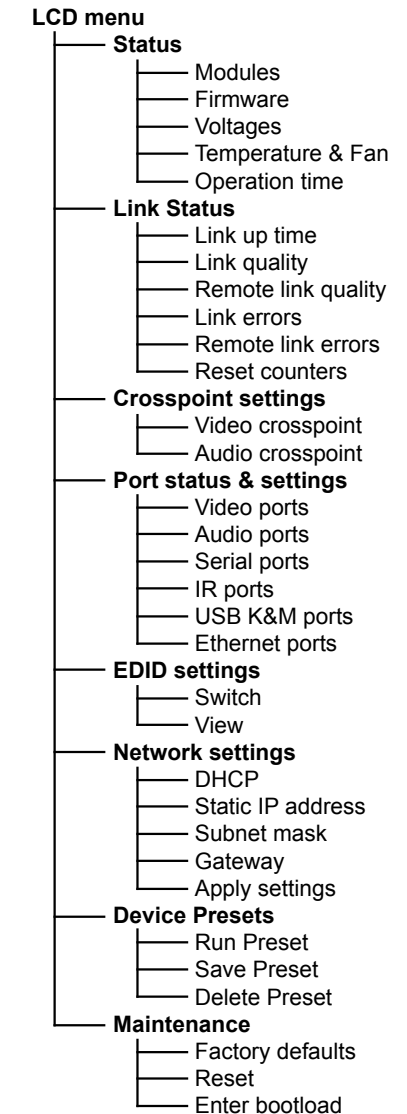 LCD menu
Status
Modules
Firmware
Voltages
Temperature & Fan
Operation time
Link Status
Link up time
Link quality
Remote link quality
Link errors
Remote link errors
Reset counters
Crosspoint settings
Video crosspoint
Audio crosspoint
Port status & settings
Video ports
Audio ports
Serial ports
IR ports
USB K&M ports
Ethernet ports
EDID settings
Switch
View
Network settings
DHCP
Static IP address
Subnet mask
Gateway
Apply settings
Device Presets
Run Preset
Save Preset
Delete Preset
Maintenance
Factory defaults
Reset
Enter bootload